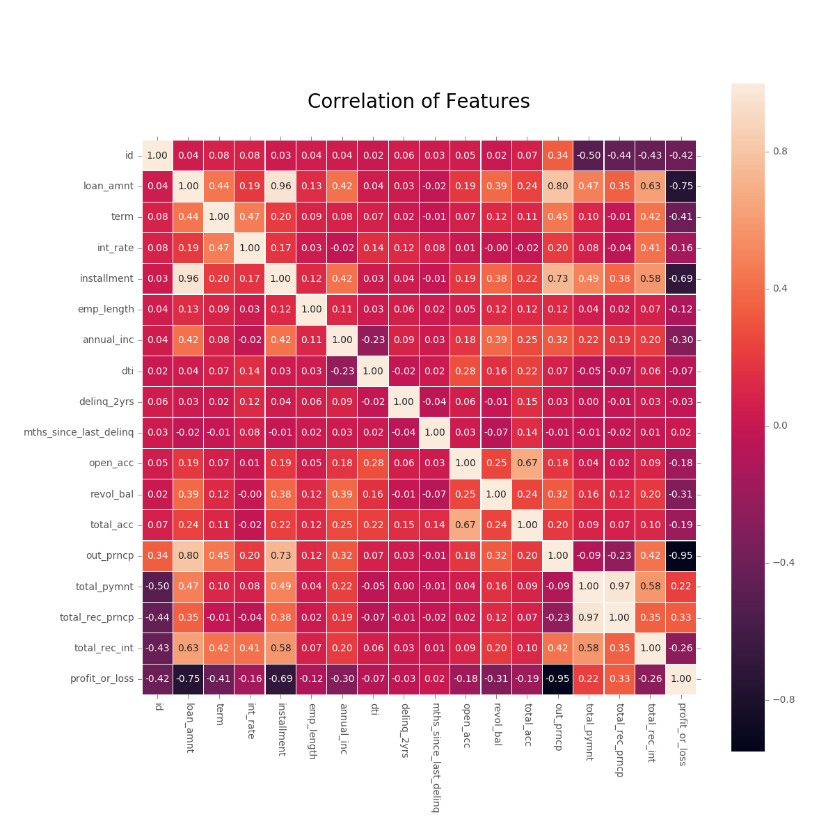 Correlation of Features
id 1.00 0.04 0.08 0.08 0.03 0.04 0.04 0.02 0.06 0.03 0.05 0.02 0.07 0.34 -0.50 -0.44 -0.43 -0.42
loan_amnt 0.04 1.00 0.44 0.19 0.96 0.13 0.42 0.04 0.03 -0.02 0.19 0.39 0.24 0.80 0.47 0.35 0.63 -0.75
term 0.08 0.44 1.00 0.47 0.20 0.09 0.08 0.07 0.02 -0.01 0.07 0.12 0.11 0.45 0.10 -0.01 0.42 -0.41
int_rate 0.08 0.19 0.47 1.00 0.17 0.03 -0.02 0.14 0.12 0.08 0.01 -0.00 -0.02 0.20 0.08 -0.04 0.41 -0.16
installment 0.03 0.96 0.20 0.17 1.00 0.12 0.42 0.03 0.04 -0.01 0.19 0.38 0.22 0.73 0.49 0.38 0.58 -0.69
emp_length 0.04 0.13 0.09 0.03 0.12 1.00 0.11 0.03 0.06 0.02 0.05 0.12 0.12 0.12 0.04 0.02 0.07 -0.12
annual_inc 0.04 0.42 0.08 -0.02 0.42 0.11 1.00 -0.23 0.09 0.03 0.18 0.39 0.25 0.32 0.22 0.19 0.20 -0.30
dti 0.02 0.04 0.07 0.14 0.03 0.03 -0.23 1.00 -0.02 0.02 0.28 0.16 0.22 0.07 -0.05 -0.07 0.06 -0.07
delinq_2yrs 0.06 0.03 0.02 0.12 0.04 0.06 0.09 -0.02 1.00 -0.04 0.06 -0.01 0.15 0.03 0.00 -0.01 0.03 -0.03
mths_since_last_delinq 0.03 -0.02 -0.01 0.08 -0.01 0.02 0.03 0.02 -0.04 1.00 0.03 -0.07 0.14 -0.01 -0.01 -0.02 0.01 0.02
open_acc 0.05 0.19 0.07 0.01 0.19 0.05 0.18 0.28 0.06 0.03 1.00 0.25 0.67 0.18 0.04 0.02 0.09 -0.18
revol_bal 0.02 0.39 0.12 -0.00 0.38 0.12 0.39 0.16 -0.01 -0.07 0.25 1.00 0.24 0.32 0.16 0.12 0.20 -0.31
total_acc 0.07 0.24 0.11 -0.02 0.22 0.12 0.25 0.22 0.15 0.14 0.67 0.24 1.00 0.20 0.09 0.07 0.10 -0.19
out_prncp 0.34 0.80 0.45 0.20 0.73 0.12 0.32 0.07 0.03 -0.01 0.18 0.32 0.20 1.00 -0.09 -0.23 0.42 -0.95
total_pymnt -0.50 0.47 0.10 0.08 0.49 0.04 0.22 -0.05 0.00 -0.01 0.04 0.16 0.09 -0.09 1.00 0.97 0.58 0.22
total_rec_prncp -0.44 0.35 -0.01 -0.04 0.38 0.02 0.19 -0.07 -0.01 -0.02 0.02 0.12 0.07 -0.23 0.97 1.00 0.35 0.33
total_rec_int -0.43 0.63 0.42 0.41 0.58 0.07 0.20 0.06 0.03 0.01 0.09 0.20 0.10 0.42 0.58 0.35 1.00 -0.26
profit_or_loss -0.42 -0.75 -0.41 -0.16 -0.69 -0.12 -0.30 -0.07 -0.03 0.02 -0.18 -0.31 -0.19 -0.95 0.22 0.33 -0.26 1.00
id
loan_amnt
term
int_rate
installment
emp_length
annual_inc
dti
delinq_2yrs
mths_since_last_delinq
open_acc
revol_bal
total_acc
out_prncp
total_pymnt
total_rec_prncp
total_rec_int
profit_or_loss
0.8
0.4
0.0
−0.4
−0.8